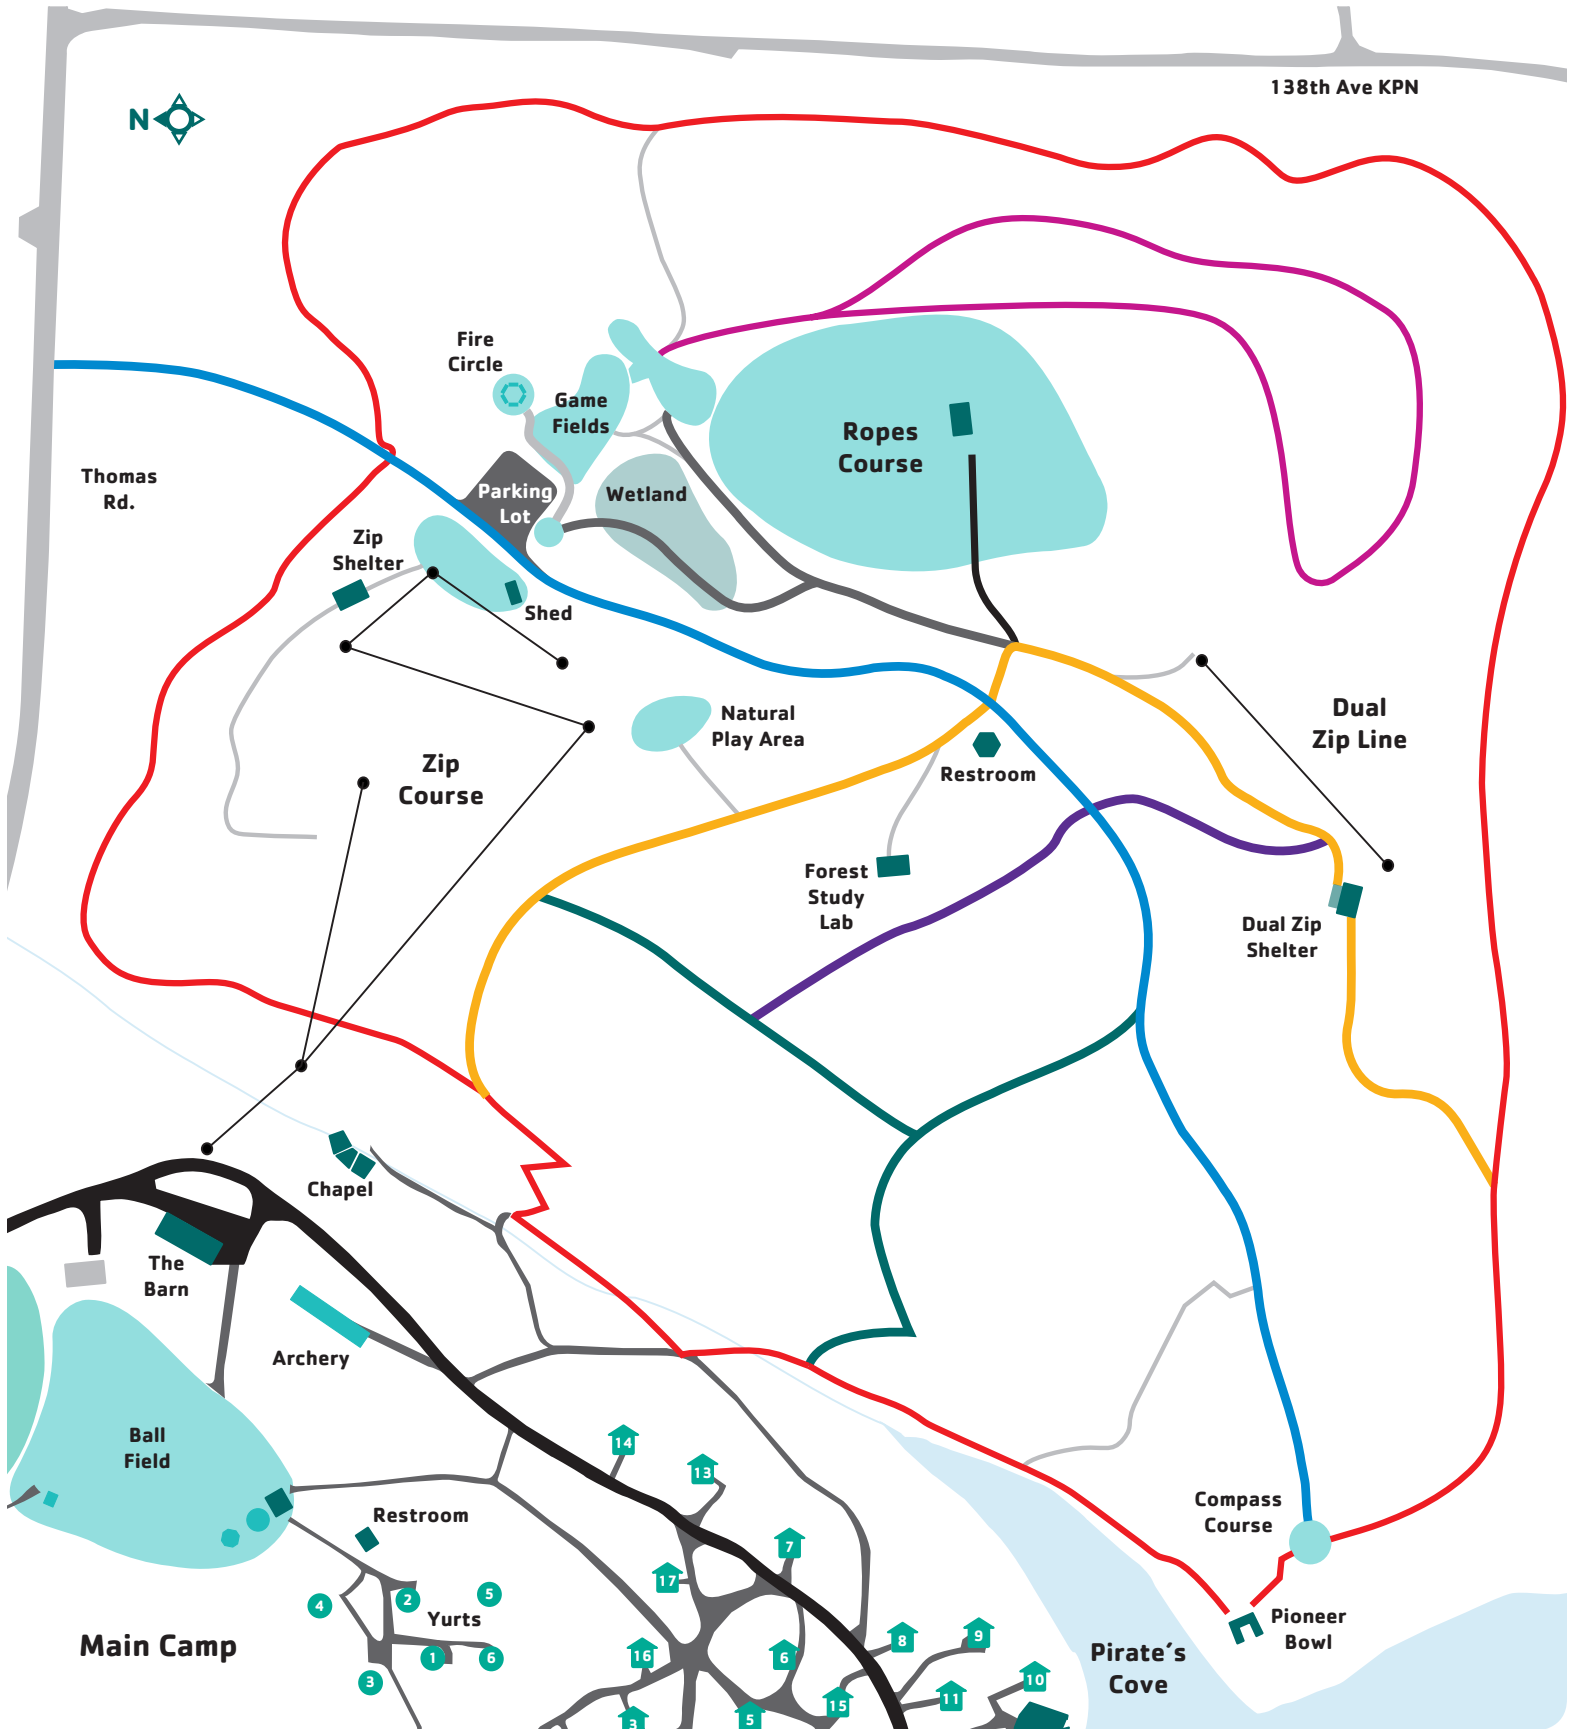 138th Ave KPN
N
Fire
Circle
Game
Fields
Ropes
Course
Thomas
Rd.
Parking
Lot
Wetland
Zip
Shelter
Shed
Natural
Play Area
Dual
Zip Line
Zip
Course
Restroom
Forest
Study
Lab
Dual Zip
Shelter
Chapel
The
Barn
Archery
Ball
Field
14
13
Compass
Course
Restroom
7
17
5
2
4
Yurts
Pioneer
Bowl
Main Camp
1
6
3
16
6
8
9
Pirate’s
Cove
10
11
15
3
5